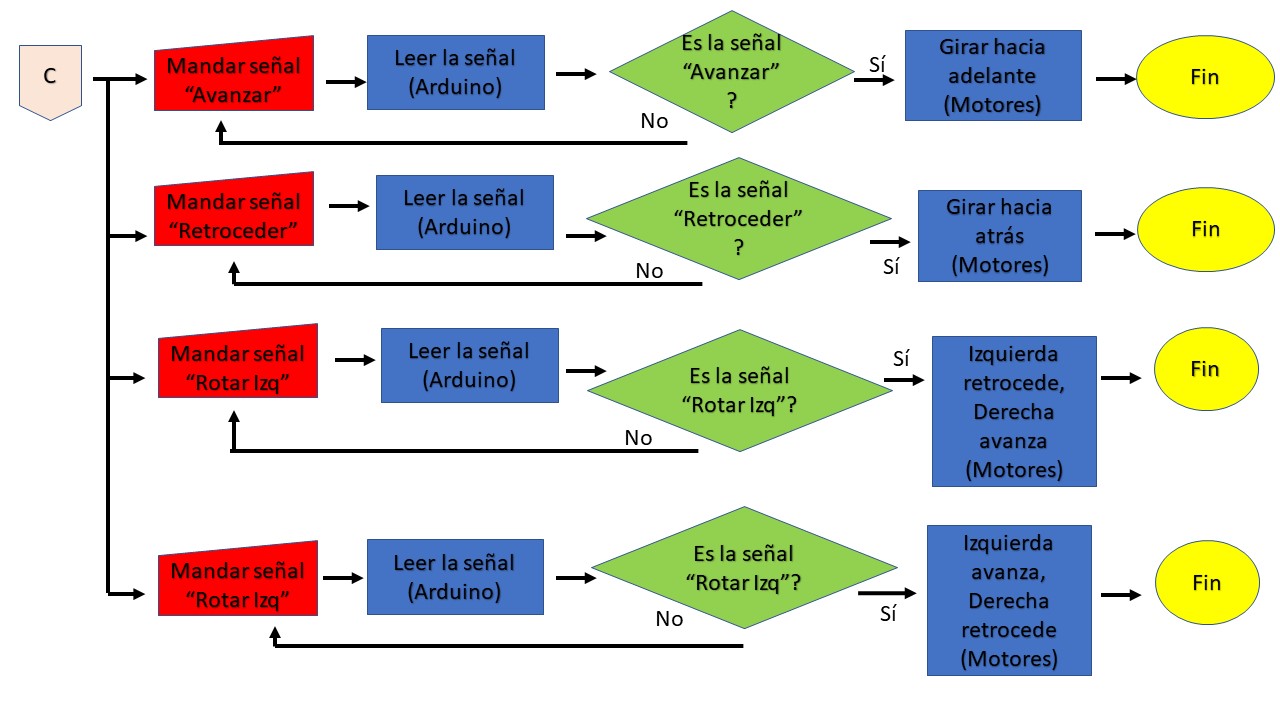 C
Mandar señal
“Avanzar”
Leer la señal
(Arduino)
Es la señal
“Avanzar”
?
Sí
No
Girar hacia
adelante
(Motores)
Fin
Mandar señal
“Retroceder”
Leer la señal
(Arduino)
Es la señal
“Retroceder”
?
Sí
No
Girar hacia
atrás
(Motores)
Fin
Mandar señal
“Rotar Izq”
Leer la señal
(Arduino)
Es la señal
“Rotar Izq”?
Sí
No
Izquierda
retrocede,
Derecha
avanza
(Motores)
Fin
Mandar señal
“Rotar Izq”
Leer la señal
(Arduino)
Es la señal
“Rotar Izq”?
Sí
No
Izquierda
avanza,
Derecha
retrocede
(Motores)
Fin